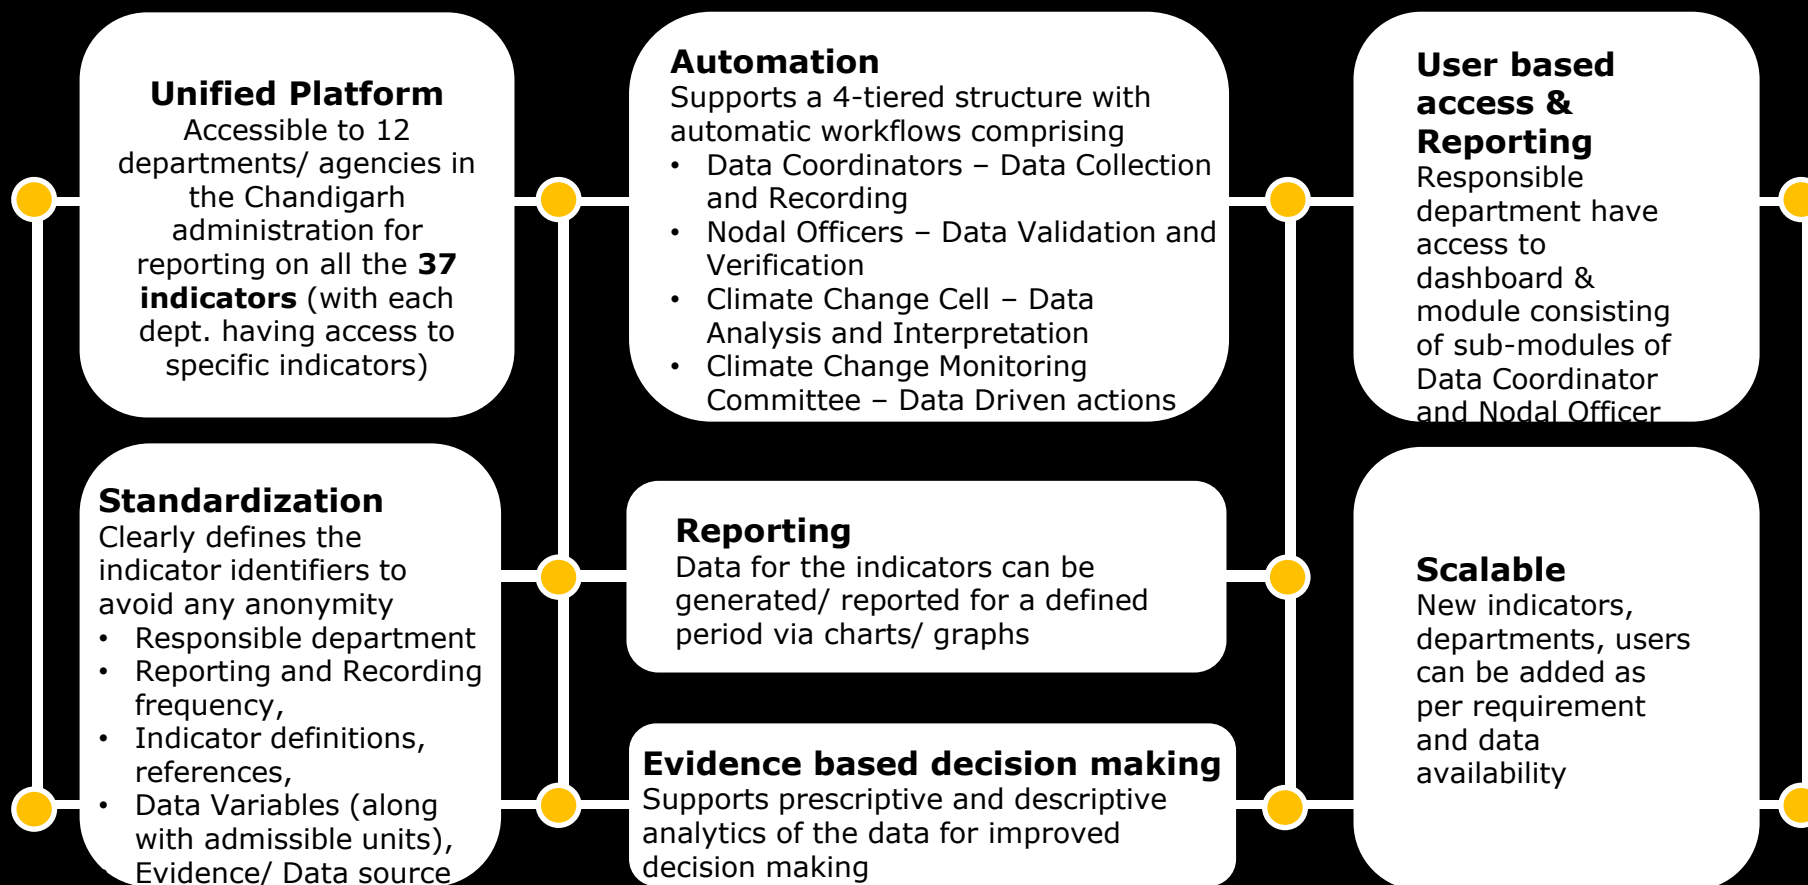 Unified Platform
Accessible to 12
departments/ agencies in
the Chandigarh
administration for
reporting on all the 37
indicators (with each
dept. having access to
specific indicators)
Automation
Supports a 4-tiered structure with
automatic workflows comprising
• Data Coordinators – Data Collection
and Recording
• Nodal Officers – Data Validation and
Verification
• Climate Change Cell – Data
Analysis and Interpretation
• Climate Change Monitoring
Committee – Data Driven actions
User based
access &
Reporting
Responsible
department have
access to
dashboard &
module consisting
of sub-modules of
Data Coordinator
and Nodal Officer
Standardization
Clearly defines the
indicator identifiers to
avoid any anonymity
• Responsible department
• Reporting and Recording
frequency,
• Indicator definitions,
references,
• Data Variables (along
with admissible units),
Evidence/ Data source
Reporting
Data for the indicators can be
generated/ reported for a defined
period via charts/ graphs
Evidence based decision making
Supports prescriptive and descriptive
analytics of the data for improved
decision making
Scalable
New indicators,
departments, users
can be added as
per requirement
and data
availability